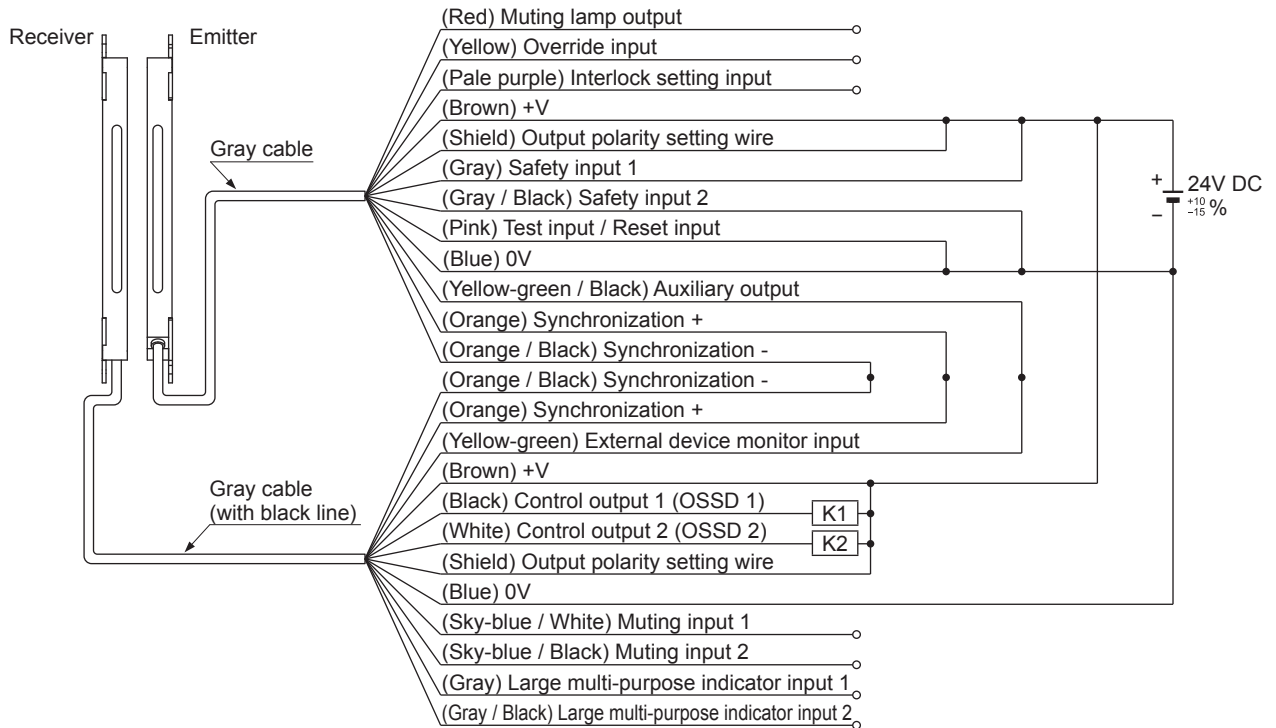 Receiver
Emitter
(Red) Muting lamp output
(Yellow) Override input
(Pale purple) Interlock setting input
(Brown) +V
(Shield) Output polarity setting wire
(Gray) Safety input 1
(Gray / Black) Safety input 2
(Pink) Test input / Reset input
(Blue) 0V
(Yellow-green / Black) Auxiliary output
(Orange) Synchronization +
(Orange / Black) Synchronization -
(Orange / Black) Synchronization -
(Orange) Synchronization +
(Yellow-green) External device monitor input
(Brown) +V
(Black) Control output 1 (OSSD 1)
(White) Control output 2 (OSSD 2)
(Shield) Output polarity setting wire
(Blue) 0V
(Sky-blue / White) Muting input 1
(Sky-blue / Black) Muting input 2
(Gray) Large multi-purpose indicator input 1
(Gray / Black) Large multi-purpose indicator input 2
Gray cable
Gray cable
(with black line)
K1
K2
+
24V DC
+10
-15 %
−